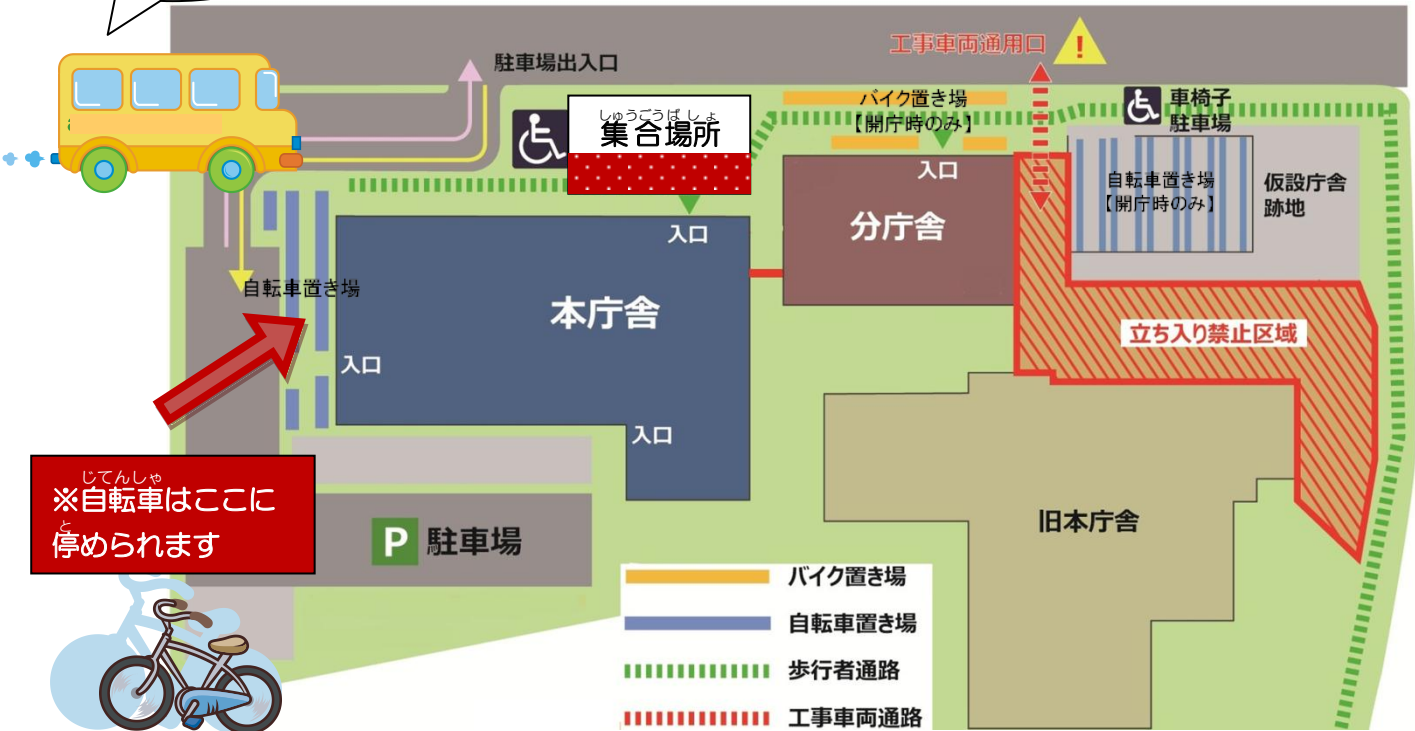 工事車両通用口
!
駐車場出入口
しゅうごうばしょ
集合場所
バイク置き場
【開庁時のみ】
車椅子
駐車場
入口
分庁舎
自転車置き場
【開庁時のみ】
仮設庁舎
跡地
入口
自転車置き場
本庁舎
立ち入り禁止区域
入口
入口
じてんしゃ
※自転車はここに
と
停められます
P 駐車場
旧本庁舎
バイク置き場
自転車置き場
歩行者通路
工事車両通路